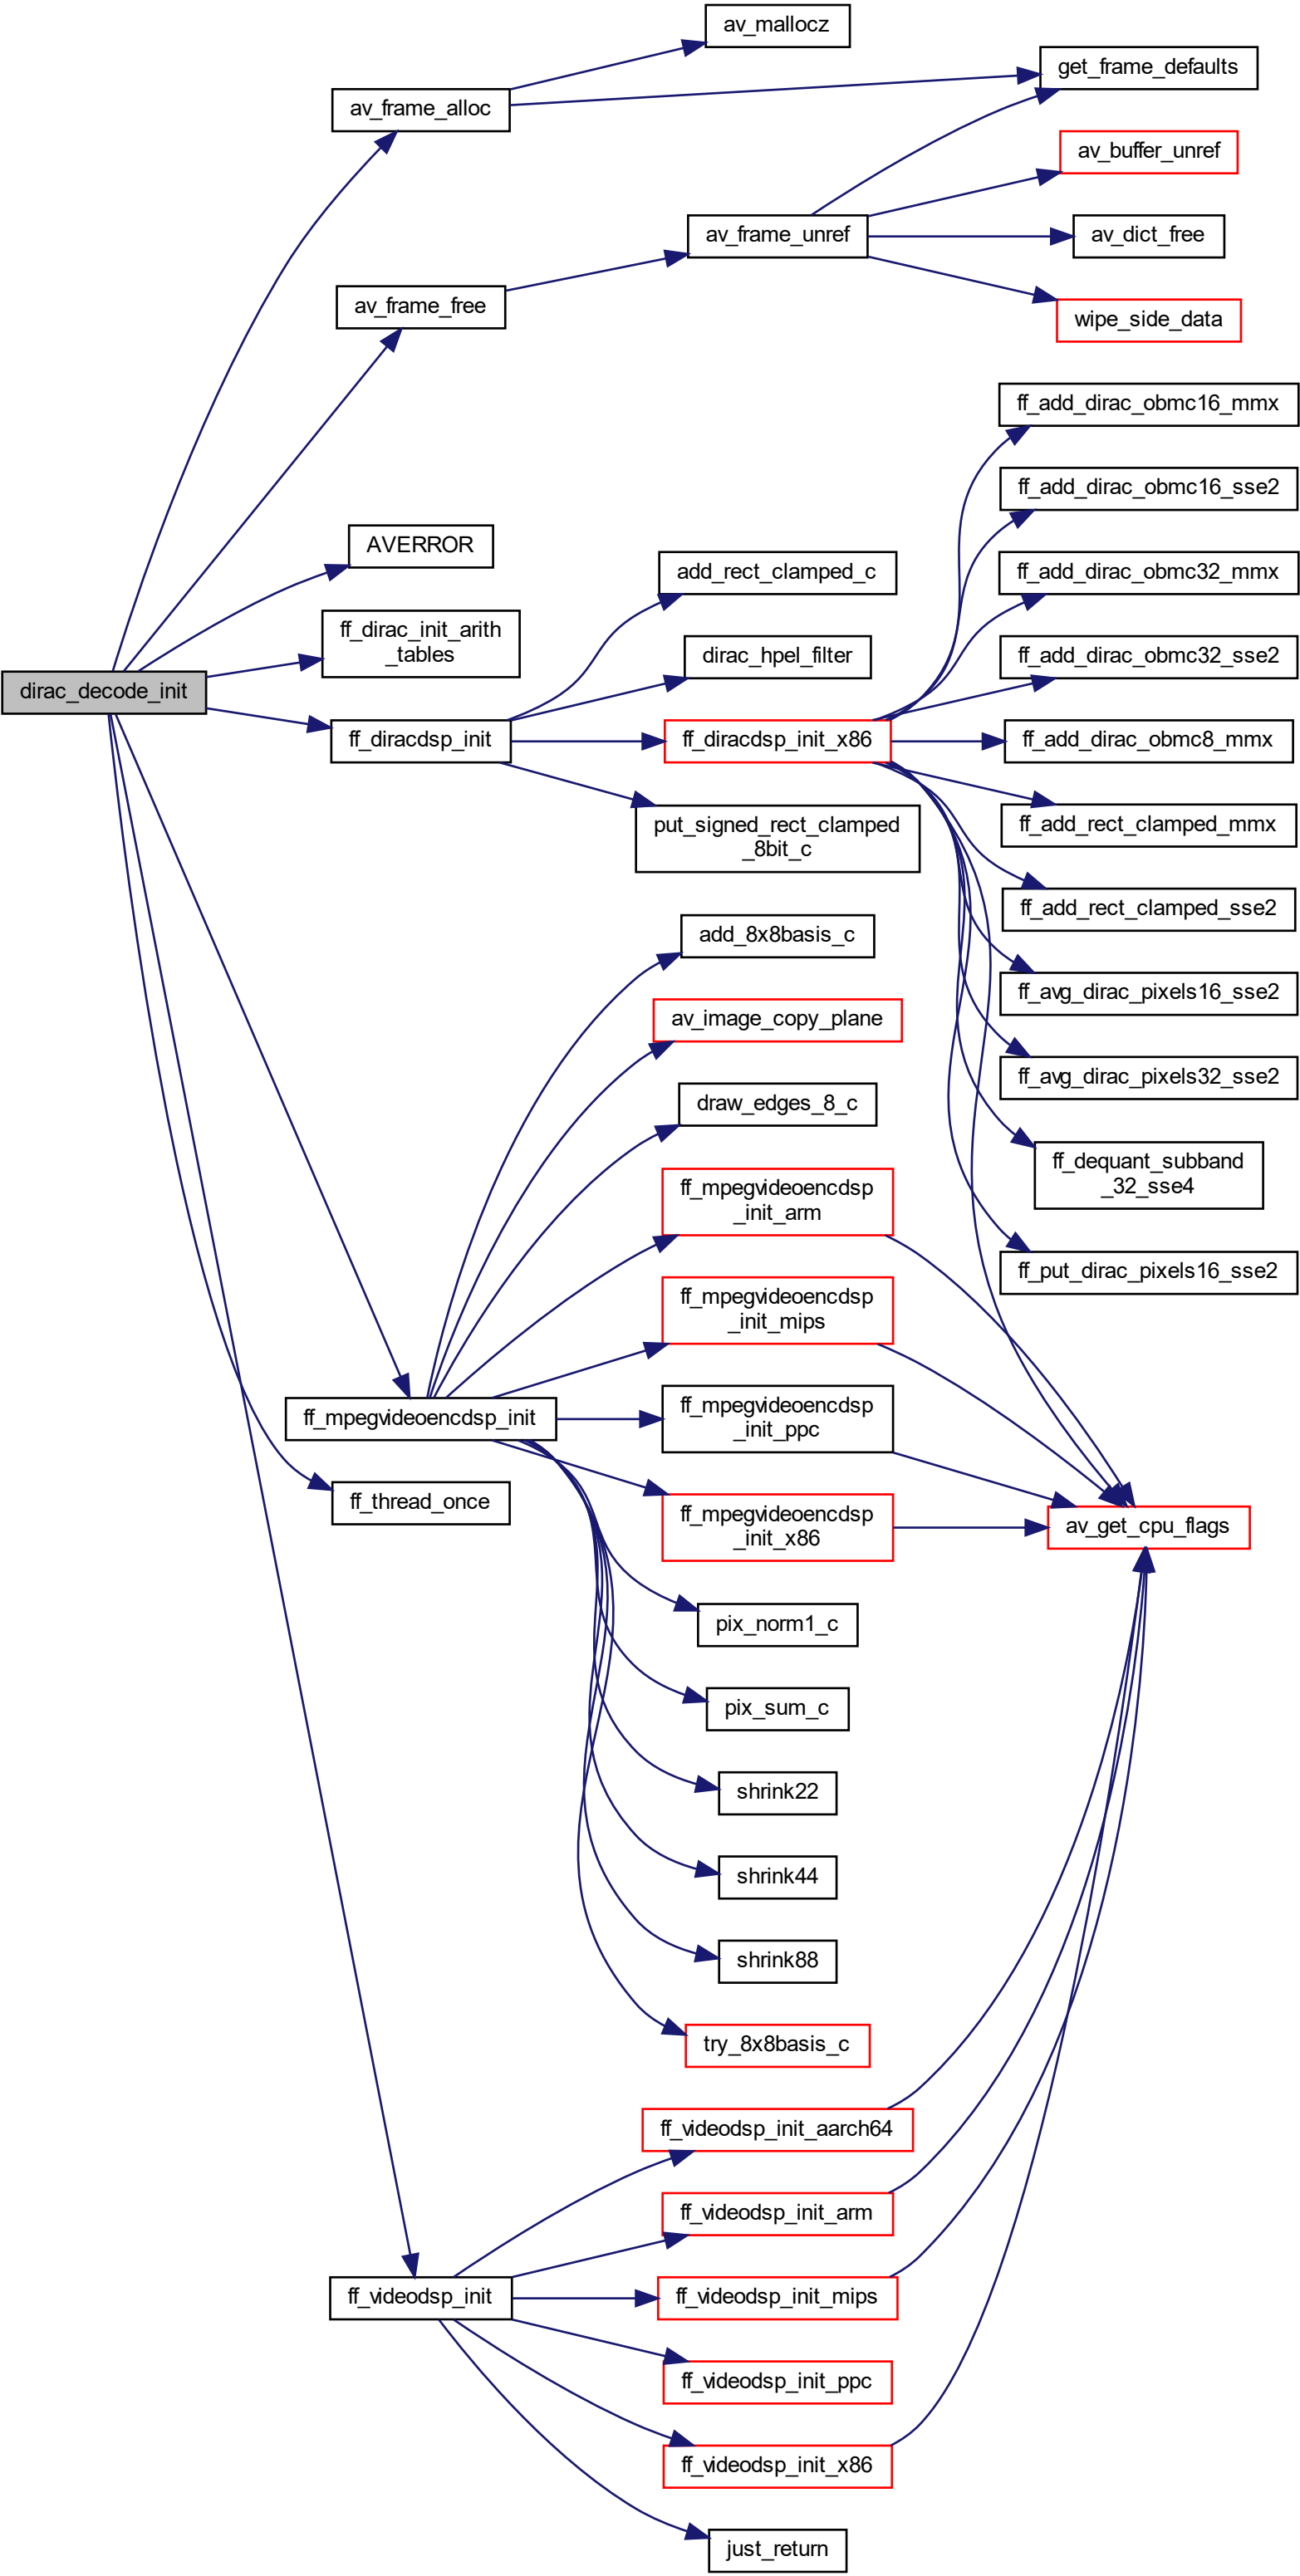 av_mallocz
get_frame_defaults
av_frame_alloc
av_buffer_unref
av_frame_unref
av_dict_free
av_frame_free
wipe_side_data
ff_add_dirac_obmc16_mmx
ff_add_dirac_obmc16_sse2
AVERROR
add_rect_clamped_c
ff_add_dirac_obmc32_mmx
ff_dirac_init_arith
_tables
dirac_hpel_filter
ff_add_dirac_obmc32_sse2
dirac_decode_init
ff_diracdsp_init
ff_diracdsp_init_x86
ff_add_dirac_obmc8_mmx
put_signed_rect_clamped
_8bit_c
ff_add_rect_clamped_mmx
ff_add_rect_clamped_sse2
add_8x8basis_c
ff_avg_dirac_pixels16_sse2
av_image_copy_plane
ff_avg_dirac_pixels32_sse2
draw_edges_8_c
ff_dequant_subband
_32_sse4
ff_mpegvideoencdsp
_init_arm
ff_put_dirac_pixels16_sse2
ff_mpegvideoencdsp
_init_mips
ff_mpegvideoencdsp_init
ff_mpegvideoencdsp
_init_ppc
ff_thread_once
ff_mpegvideoencdsp
_init_x86
av_get_cpu_flags
pix_norm1_c
pix_sum_c
shrink22
shrink44
shrink88
try_8x8basis_c
ff_videodsp_init_aarch64
ff_videodsp_init_arm
ff_videodsp_init
ff_videodsp_init_mips
ff_videodsp_init_ppc
ff_videodsp_init_x86
just_return